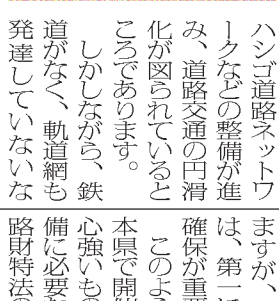 ハシゴ道路ネットワ
ークなどの整備が進
み、道路交通の円滑
化が図られていると
ころであります。
しかしながら、鉄
道がなく、軌道網も
発達していないな
ますが、
は、第一に
確保が重要
このよう
本県で開催
心強いもの
備に必要な
路財特法の